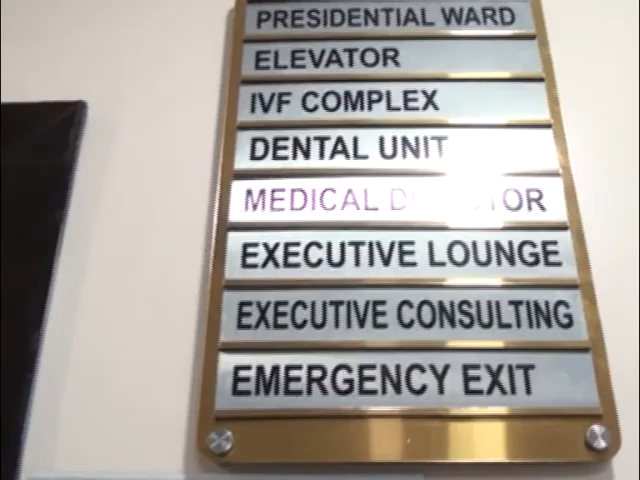 PRESIDENTIAL WARD
ELEVATOR
IVF COMPLEX
DENTAL UNIT
MEDICAL
EXECUTIVE LOUNGE
EXECUTIVE CONSULTING
EMERGENCY EXIT